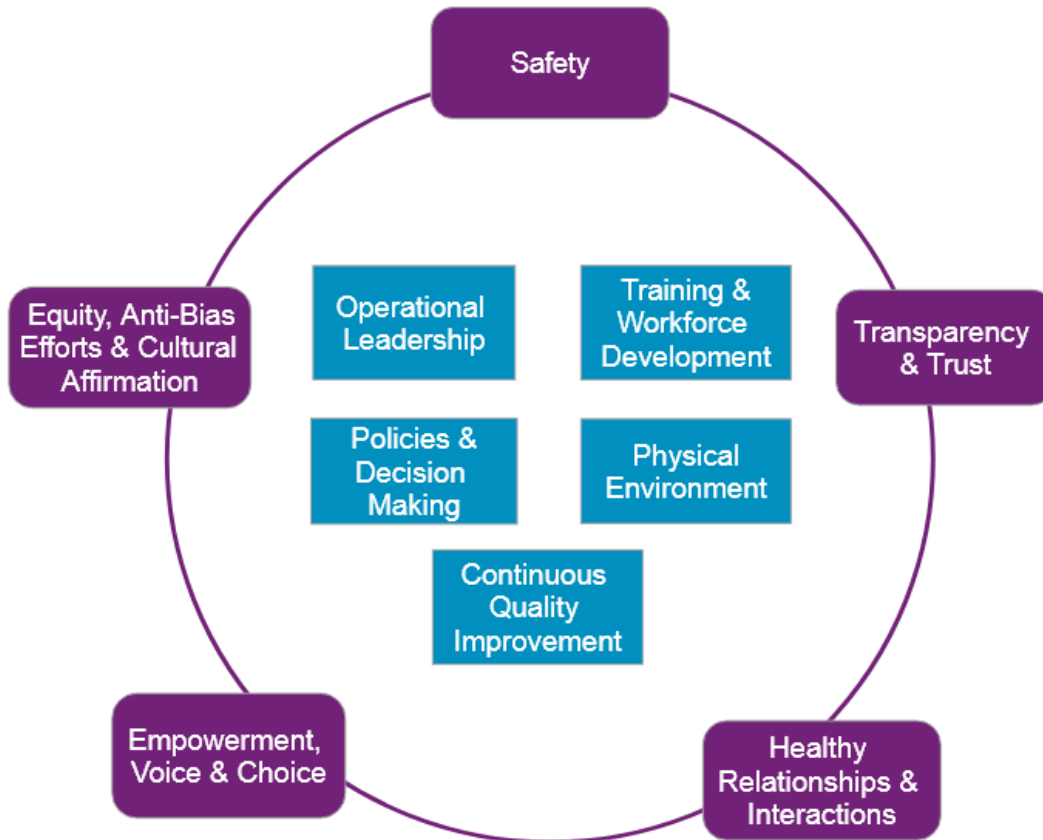 Safety
Equity, Anti-Bias
Efforts & Cultural
Affirmation
Operational
Leadership
Training &
Workforce
Development
Transparency
& Trust
Policies &
Decision
Making
Physical
Environment
Continuous
Quality
Improvement
Empowerment,
Voice & Choice
Healthy
Relationships &
Interactions